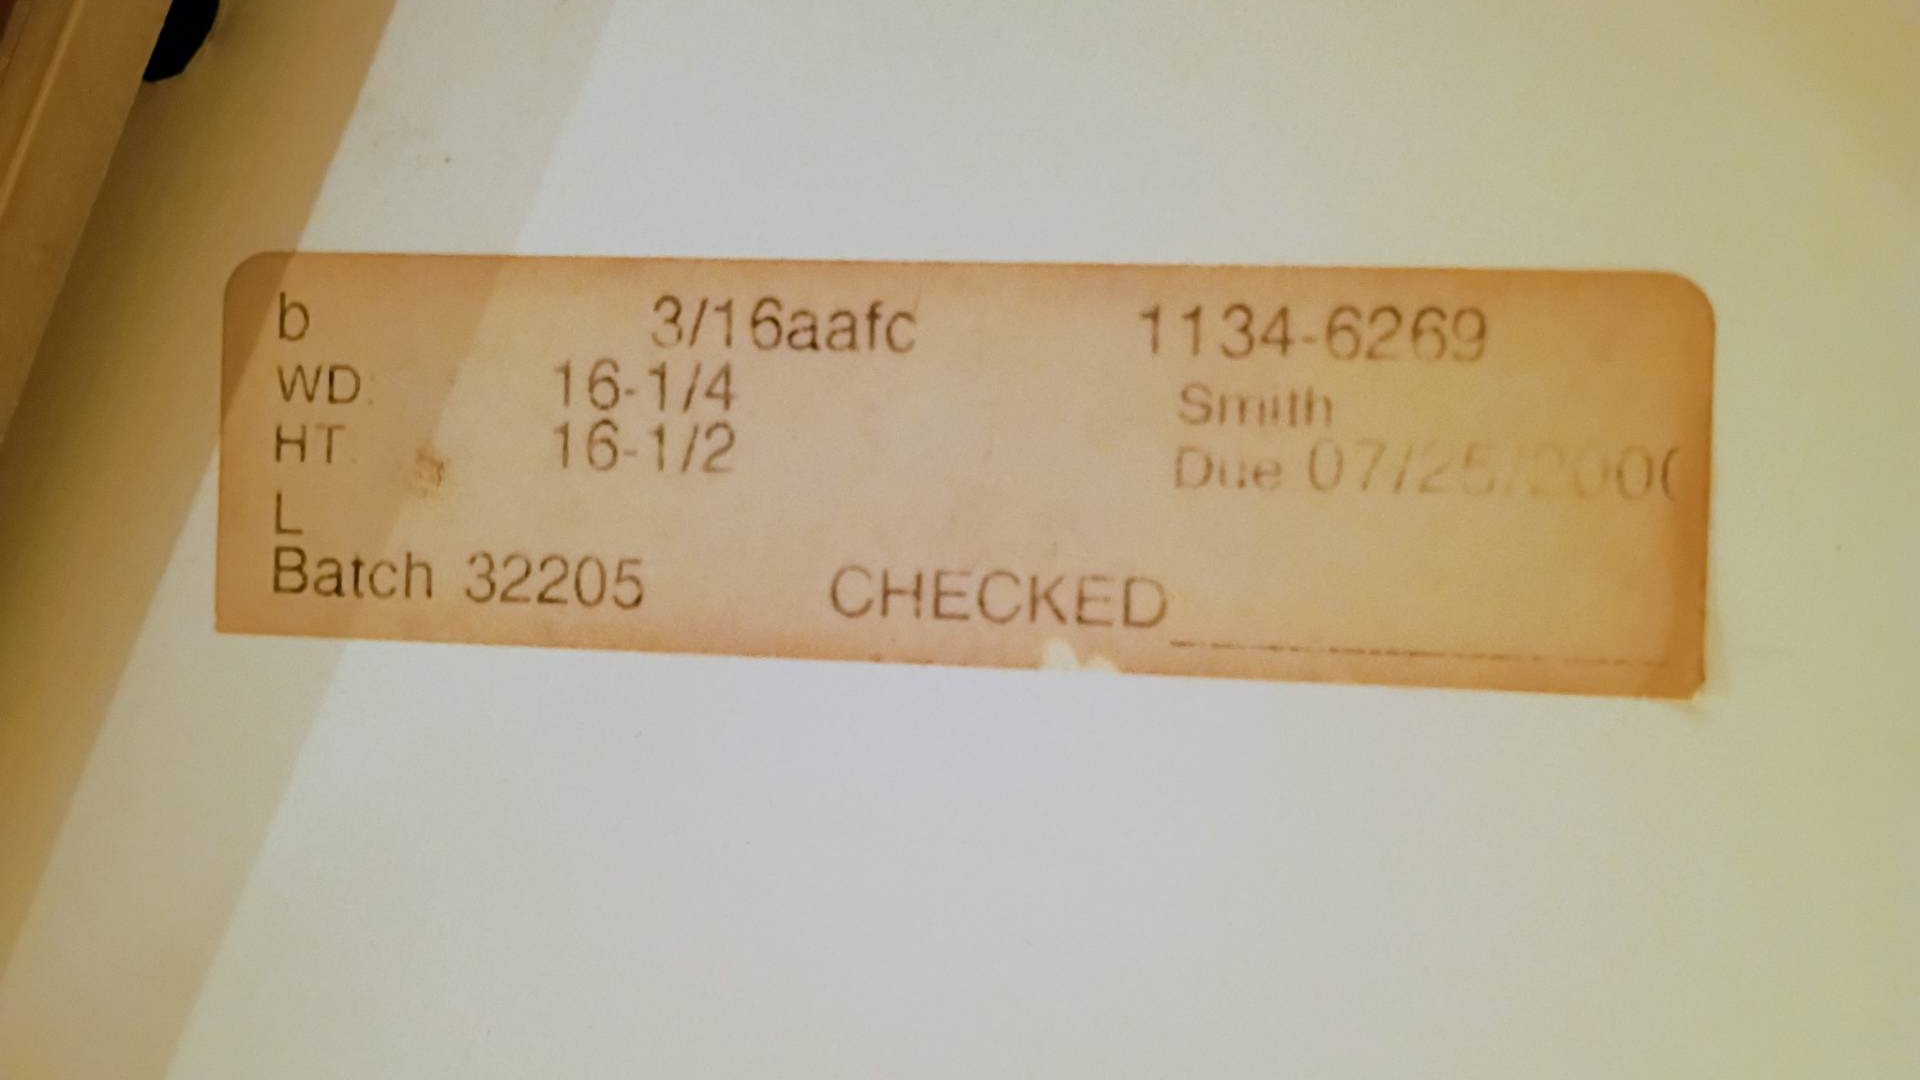 b 3/16aafc 1134-6269
WD: 16-1/4 Smith
HT: 16-1/2 Due 07/25/200
L
Batch 32205 CHECKED